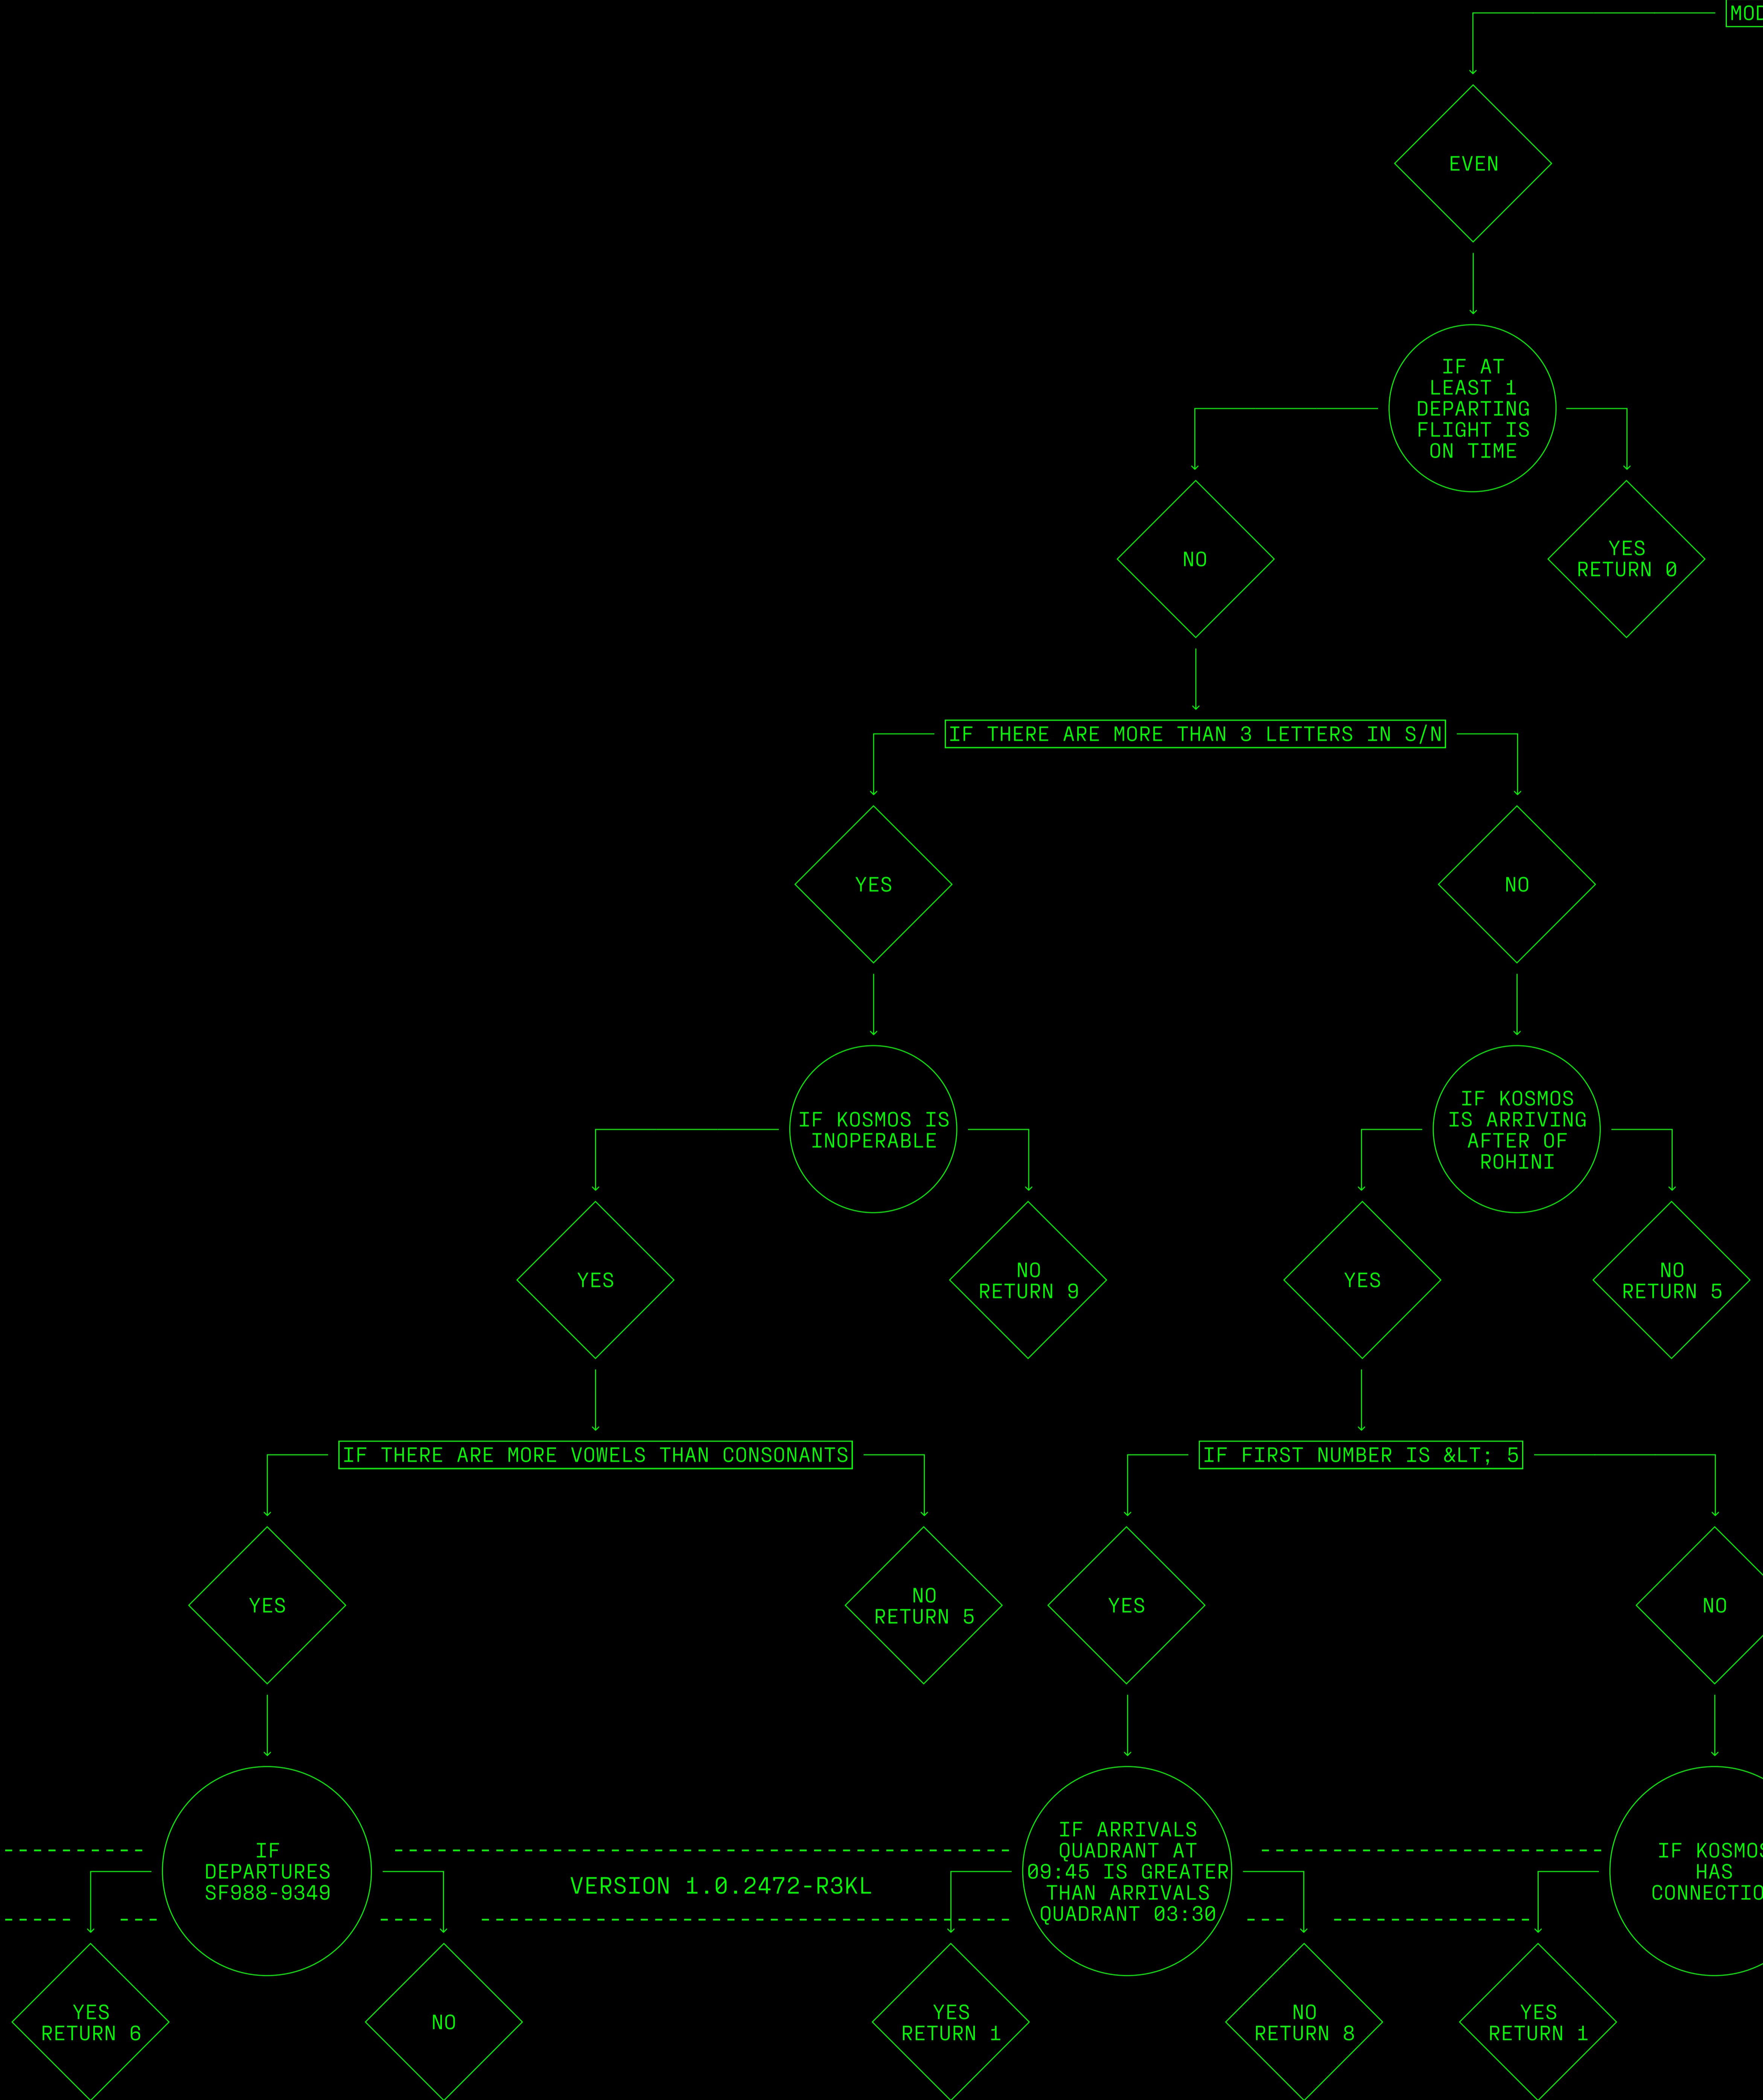 MOD
EVEN
IF AT
LEAST 1
DEPARTING
FLIGHT IS
ON TIME
NO
YES
RETURN 0
IF THERE ARE MORE THAN 3 LETTERS IN S/N
YES
NO
IF KOSMOS IS
INOPERABLE
IF KOSMOS
IS ARRIVING
AFTER OF
ROHINI
YES
NO
RETURN 9
YES
NO
RETURN 5
IF THERE ARE MORE VOWELS THAN CONSONANTS
IF FIRST NUMBER IS &LT; 5
YES
NO
RETURN 5
YES
NO
IF
DEPARTURES
SF988-9349
VERSION 1.0.2472-R3KL
IF ARRIVALS
QUADRANT AT
09:45 IS GREATER
THAN ARRIVALS
QUADRANT 03:30
IF KOSMOS
HAS
CONNECTIO
YES
RETURN 6
NO
YES
RETURN 1
NO
RETURN 8
YES
RETURN 1